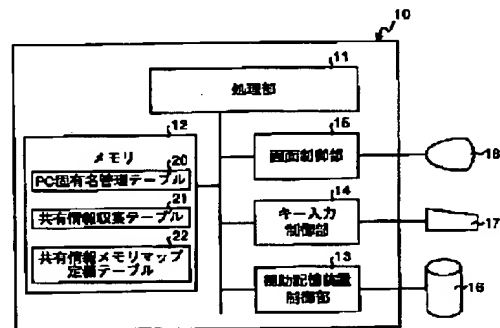 10
11
処理部
12
メモリ
20
PC固有名管理テーブル
21
共有情報収集テーブル
22
共有情報メモリマップ
定義テーブル
15
画面制御部
18
14
キー入力
制御部
17
13
補助記憶装置
制御部
16